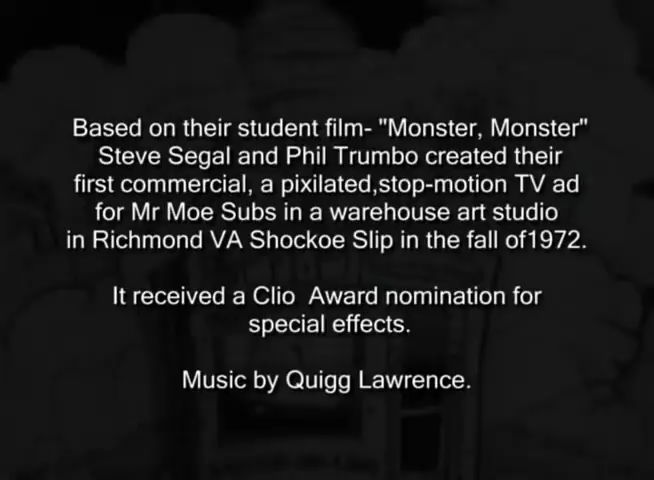 Based on their student film- "Monster, Monster"
Steve Segal and Phil Trumbo created their
first commercial, a pixilated,stop-motion TV ad
for Mr Moe Subs in a warehouse art studio
in Richmond VA Shockoe Slip in the fall of1972.
It received a Clio  Award nomination for
special effects.
Music by Quigg Lawrence.